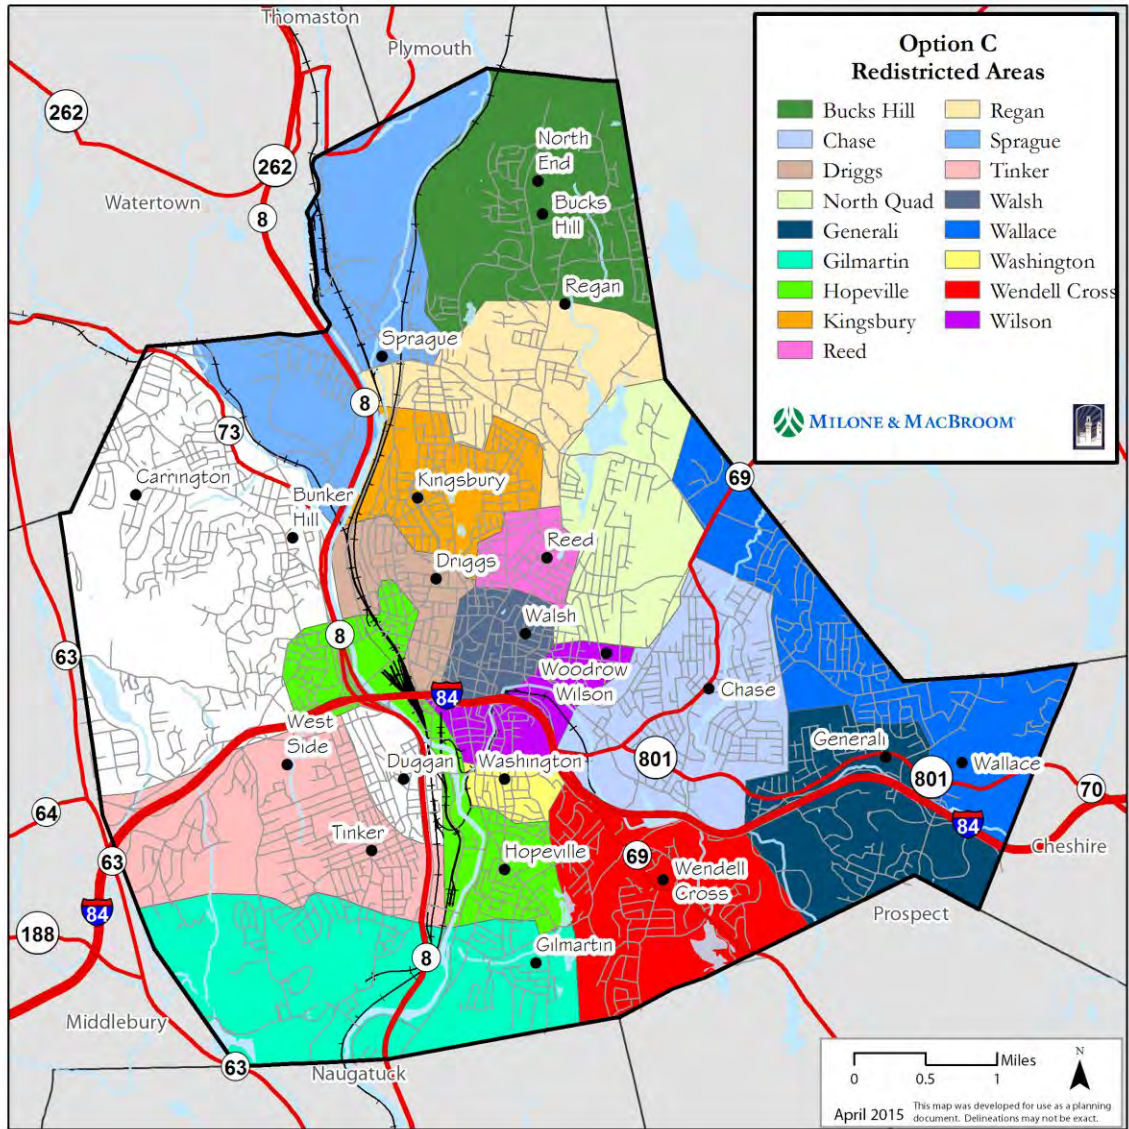 Thomaston
Plymouth
262
262
Watertown
8
North
End
Bucks
Hill
Regan
Sprague
8
73
Carrington
Bunker
Hill
Kingsbury
69
Reed
Driggs
Walsh
8
63
Woodrow
Wilson
84
Chase
West
Side
Duggan
Washington
801
Generali
801
Wallace
70
64
Tinker
84
Cheshire
63
Hopeville
69
Wendell
Cross
84
Prospect
188
Gilmartin
8
Middlebury
63
Naugatuck
Option C
Redistricted Areas
Bucks Hill
Chase
Driggs
North Quad
Generali
Gilmartin
Hopeville
Kingsbury
Reed
Regan
Sprague
Tinker
Walsh
Wallace
Washington
Wendell Cross
Wilson
MILONE & MACBROOM
Miles
0 0.5 1
N
April 2015
This map was developed for use as a planning
document. Delineations may not be exact.